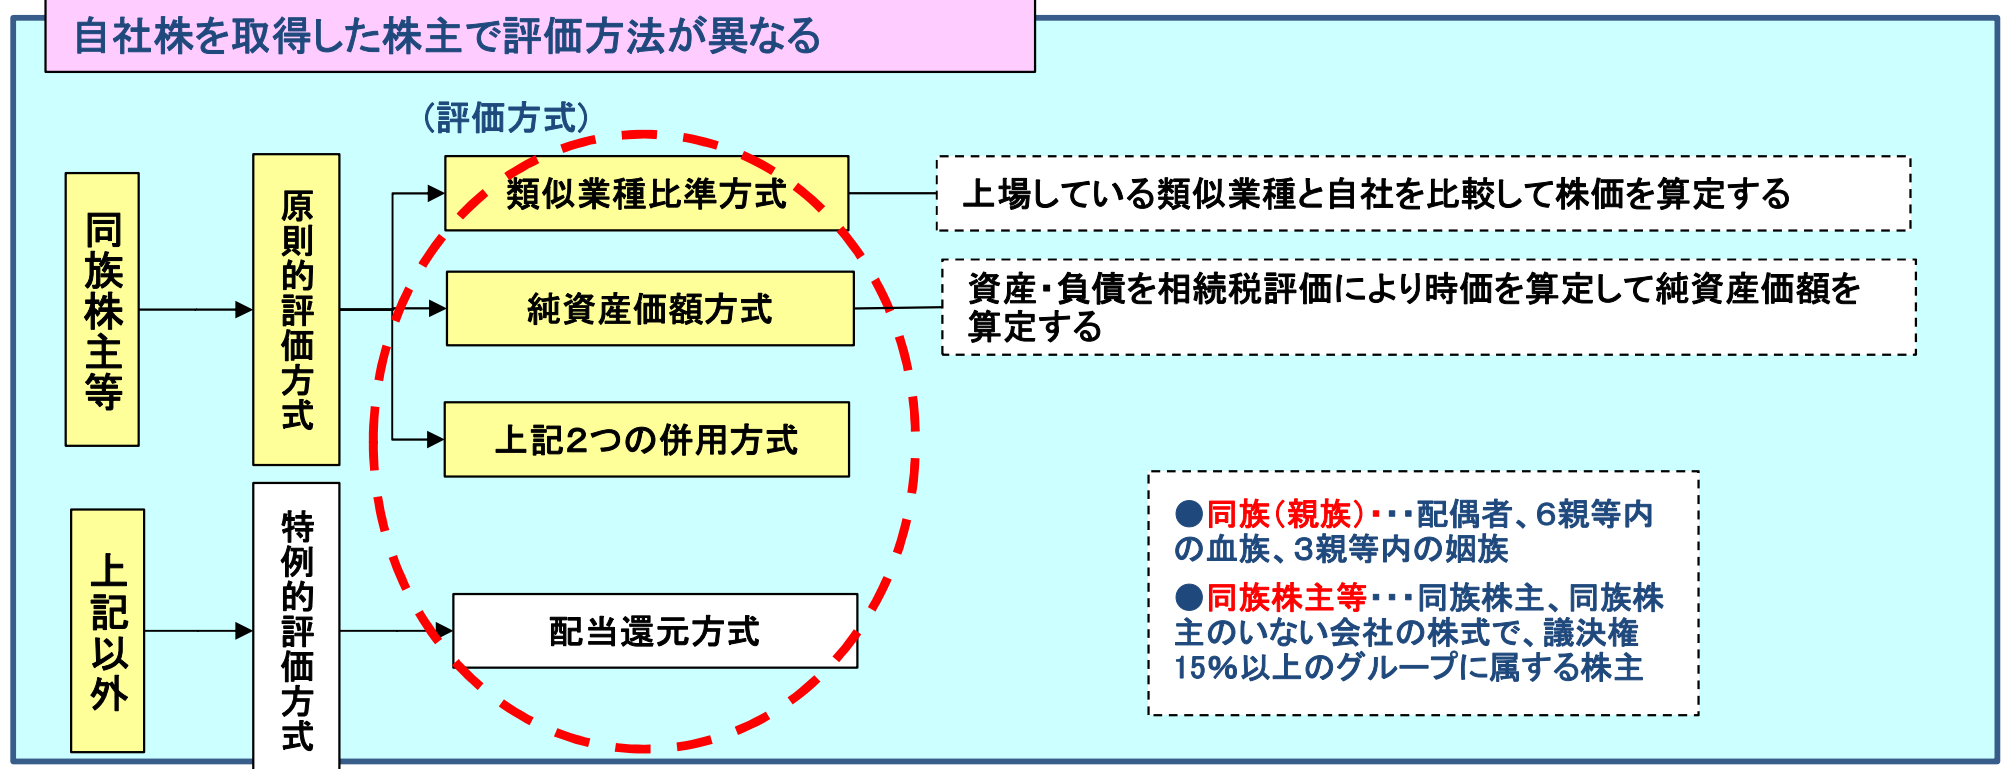 自社株を取得した株主で評価方法が異なる
（評価方式）
同族株主等
原則的評価方式
類似業種比準方式
上場している類似業種と自社を比較して株価を算定する
純資産価額方式
資産・負債を相続税評価により時価を算定して純資産価額を
算定する
上記２つの併用方式
上記以外
特例的評価方式
配当還元方式
●同族（親族）・・・配偶者、６親等内
の血族、３親等内の姻族
●同族株主等・・・同族株主、同族株
主のいない会社の株式で、議決権
15％以上のグループに属する株主